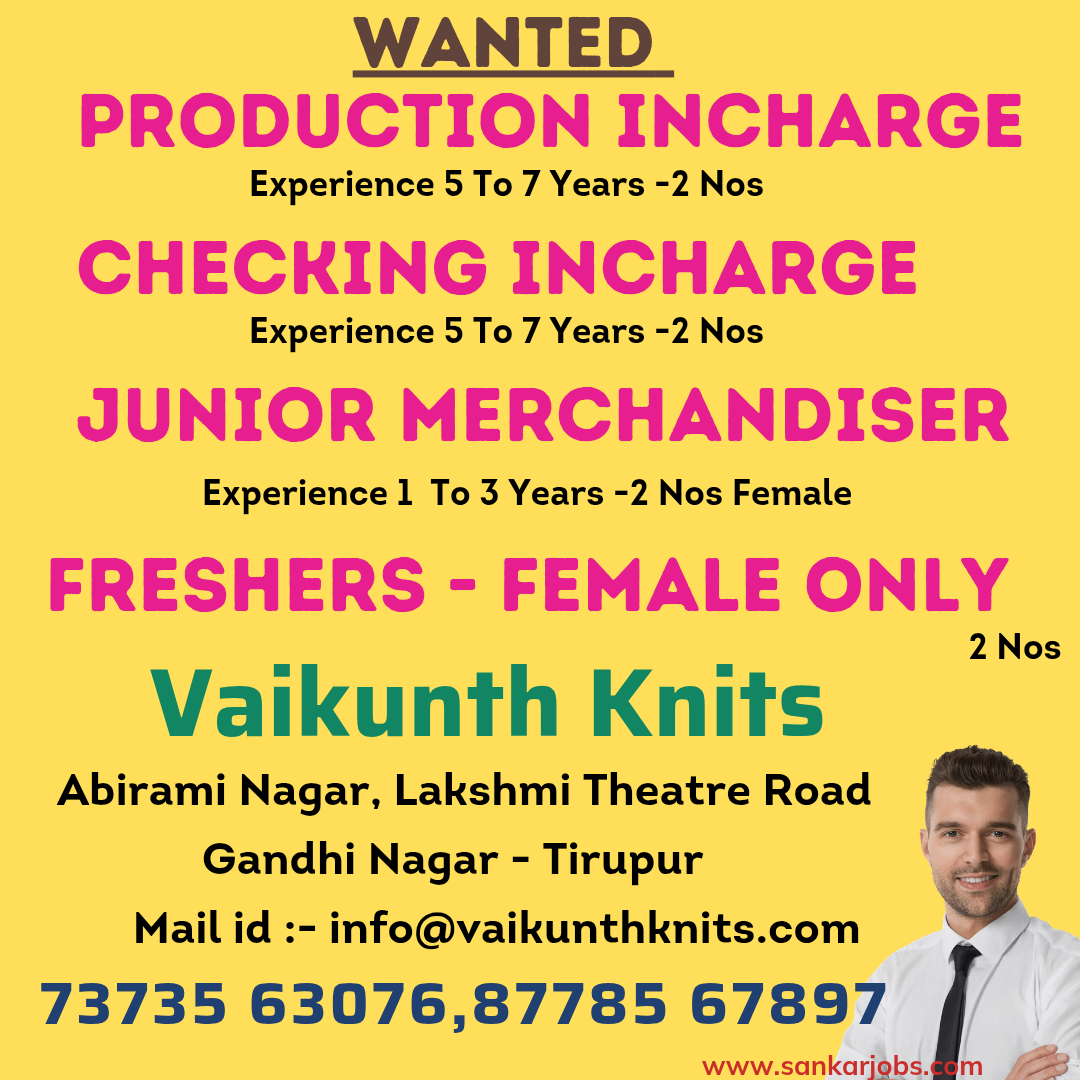 WANTED
PRODUCTION INCHARGE
Experience 5 To 7 Years -2 Nos
CHECKING INCHARGE
Experience 5 To 7 Years -2 Nos
JUNIOR MERCHANDISER
Experience 1 To 3 Years -2 Nos Female
FRESHERS - FEMALE ONLY
2 Nos
Vaikunth Knits
Abirami Nagar, Lakshmi Theatre Road
Gandhi Nagar - Tirupur
Mail id :- info@vaikunthknits.com
73735 63076,87785 67897
www.sankarjobs.com